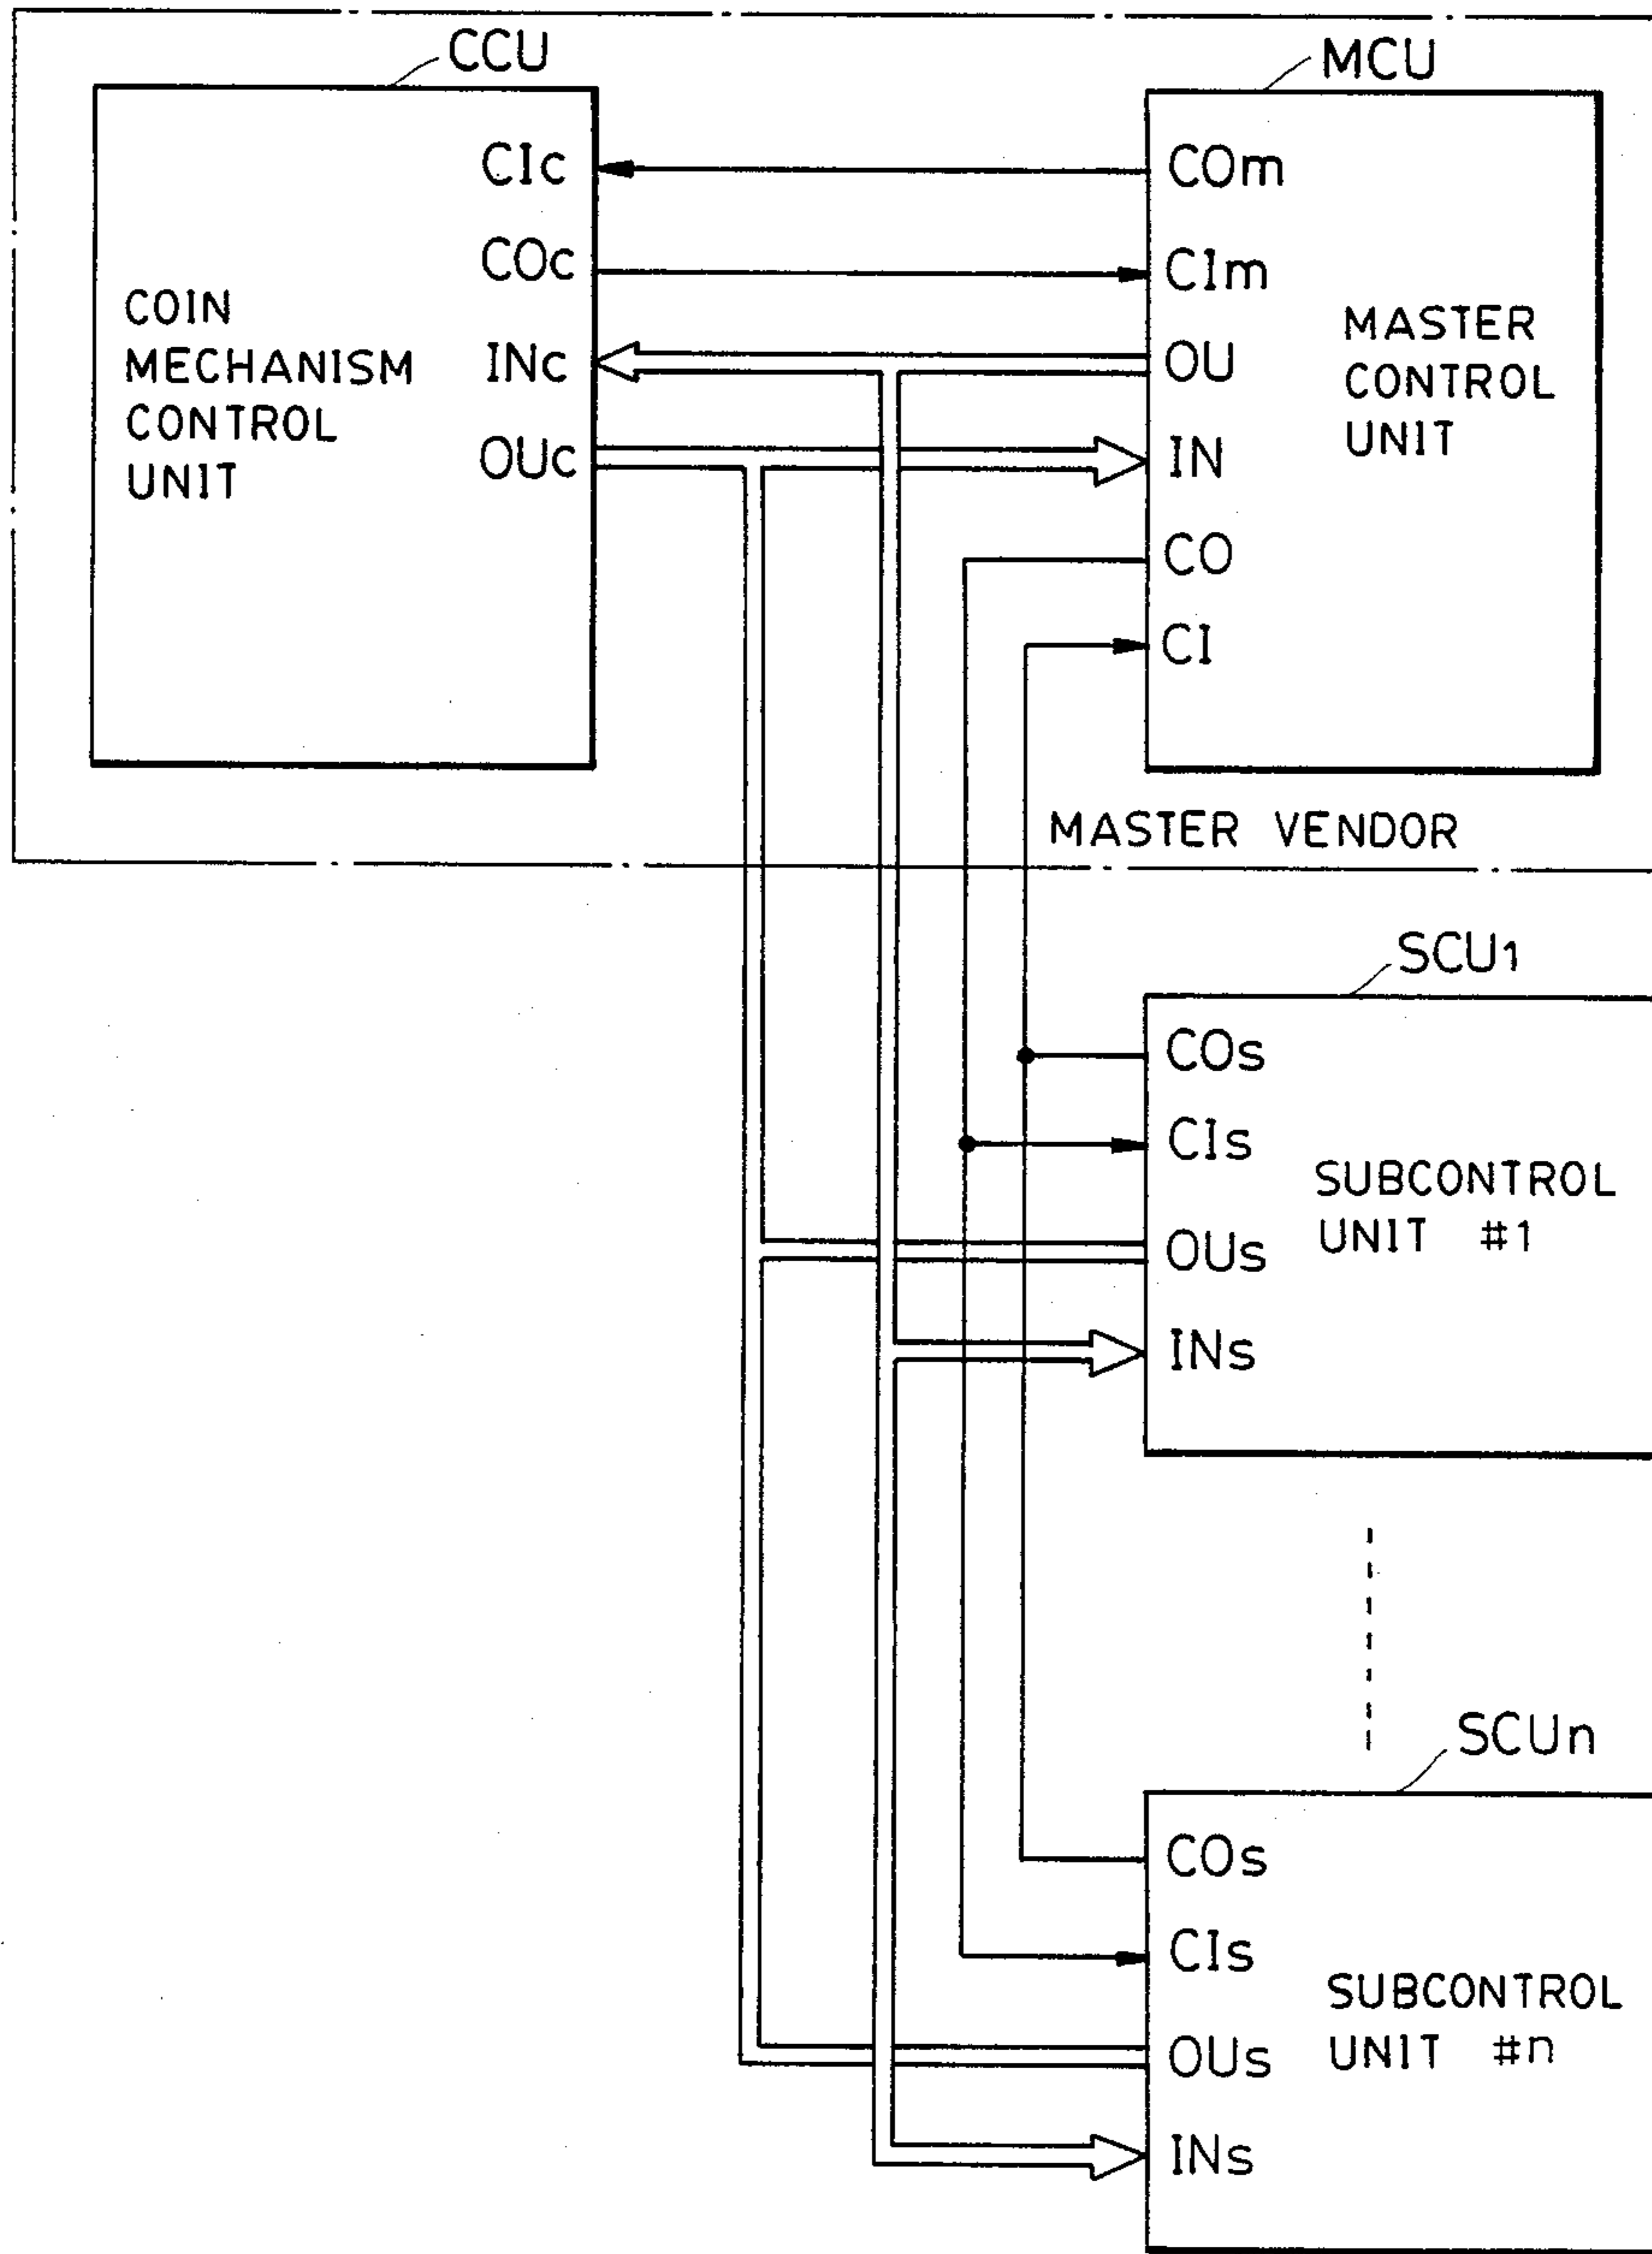 CCU
MCU
CIc
COc
INc
OUc
COIN
MECHANISM
CONTROL
UNIT
COm
CIm
OU
IN
CO
CI
MASTER
CONTROL
UNIT
MASTER VENDOR
SCU1
COs
CIs
OUs
INs
SUBCONTROL
UNIT #1
SCUn
COs
CIs
OUs
INs
SUBCONTROL
UNIT #n